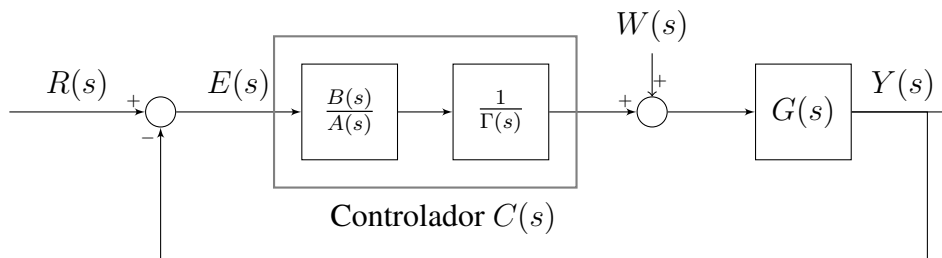 W(s)
R(s)
E(s)
Y(s)
+
−
B(s)
A(s)
1
Γ(s)
+
+
G(s)
Controlador C(s)